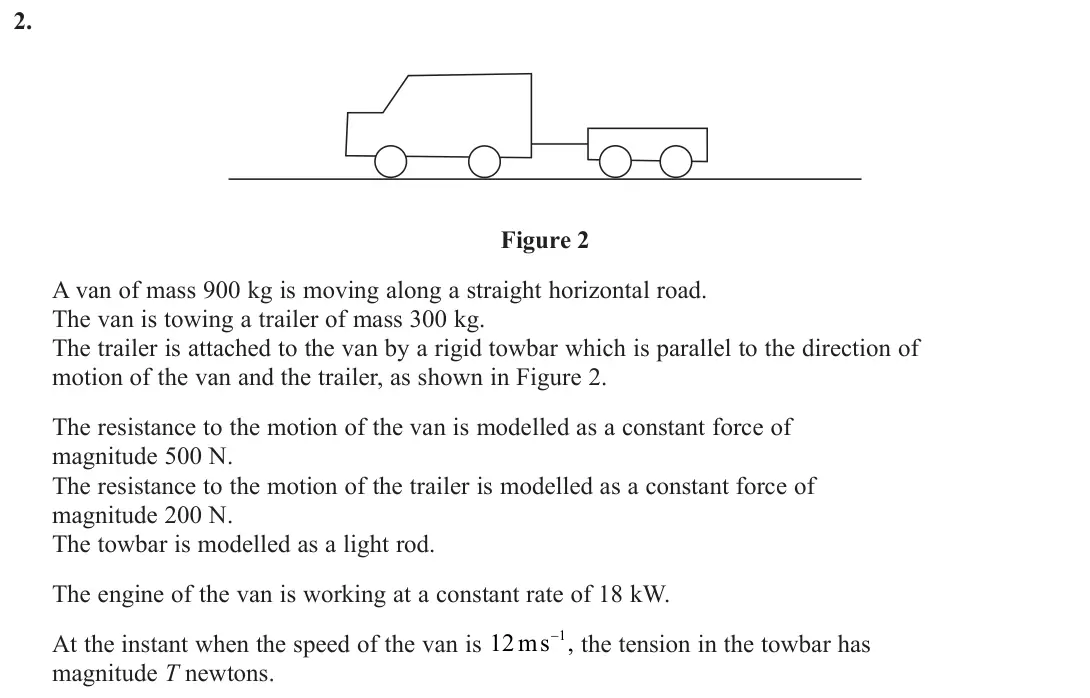 2.
Figure 2
A van of mass 900 kg is moving along a straight horizontal road.
The van is towing a trailer of mass 300 kg.
The trailer is attached to the van by a rigid towbar which is parallel to the direction of
motion of the van and the trailer, as shown in Figure 2.
The resistance to the motion of the van is modelled as a constant force of
magnitude 500 N.
The resistance to the motion of the trailer is modelled as a constant force of
magnitude 200 N.
The towbar is modelled as a light rod.
The engine of the van is working at a constant rate of 18 kW.
At the instant when the speed of the van is 12 m s⁻¹, the tension in the towbar has
magnitude T newtons.